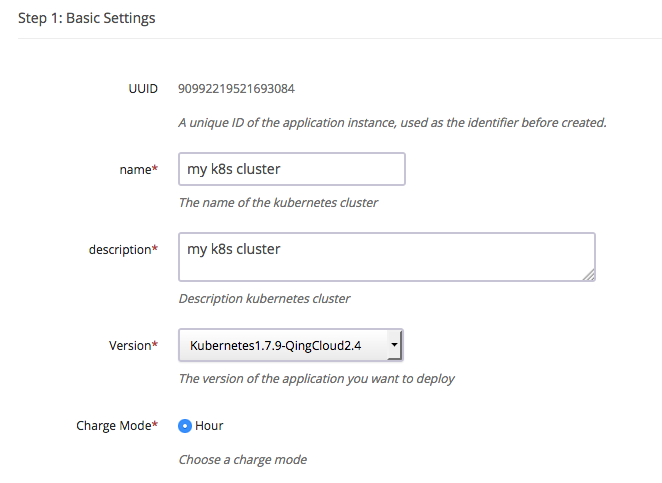 Step 1: Basic Settings
UUID 90992219521693084
A unique ID of the application instance, used as the identifier before created.
name* my k8s cluster
The name of the kubernetes cluster
description* my k8s cluster
Description kubernetes cluster
Version* Kubernetes1.7.9-QingCloud2.4
The version of the application you want to deploy
Charge Mode* Hour
Choose a charge mode